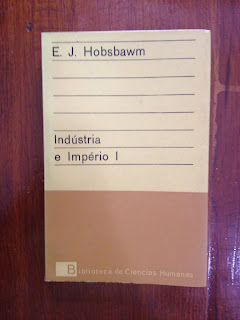 E. J. Hobsbawm
Indústria
e Império I
Biblioteca de Ciências Humanas